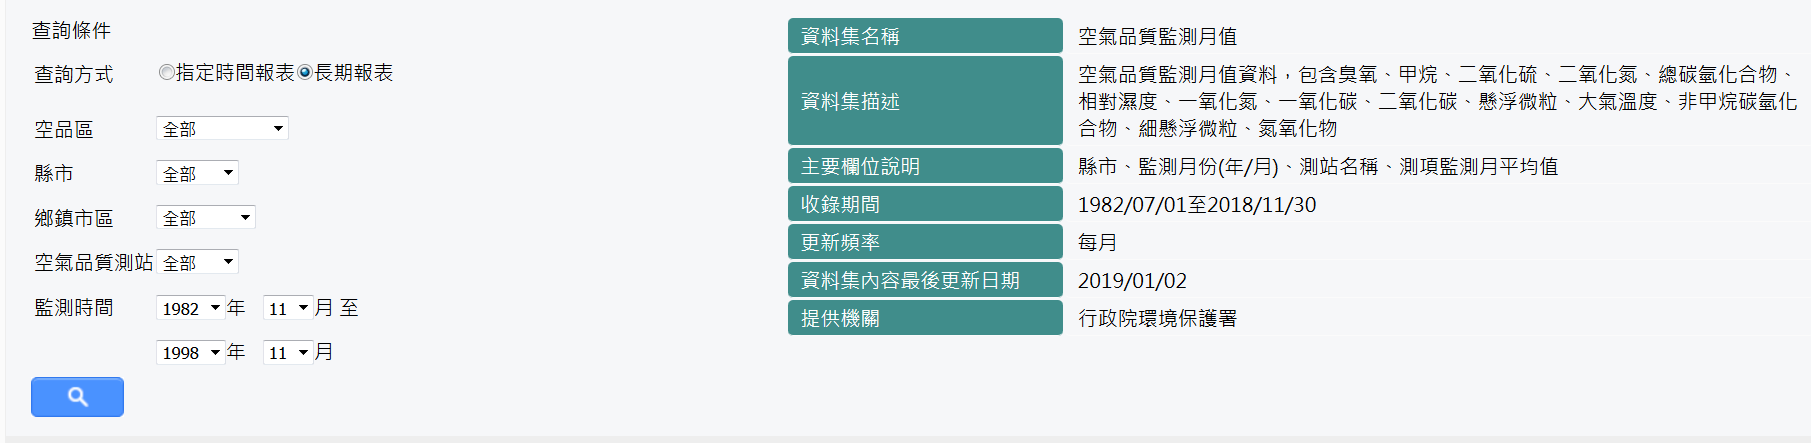 查詢條件
查詢方式 指定時間報表 長期報表
空品區 全部
縣市 全部
鄉鎮市區 全部
空氣品質測站 全部
監測時間 1982 年 11 月 至
1998 年 11 月
資料集名稱 空氣品質監測月值
資料集描述 空氣品質監測月值資料，包含臭氧、甲烷、二氧化硫、二氧化氮、總碳氫化合物、
相對濕度、一氧化氮、一氧化碳、二氧化碳、懸浮微粒、大氣溫度、非甲烷碳氫化
合物、細懸浮微粒、氮氧化物
主要欄位說明 縣市、監測月份(年/月)、測站名稱、測項監測月平均值
收錄期間 1982/07/01至2018/11/30
更新頻率 每月
資料集內容最後更新日期 2019/01/02
提供機關 行政院環境保護署